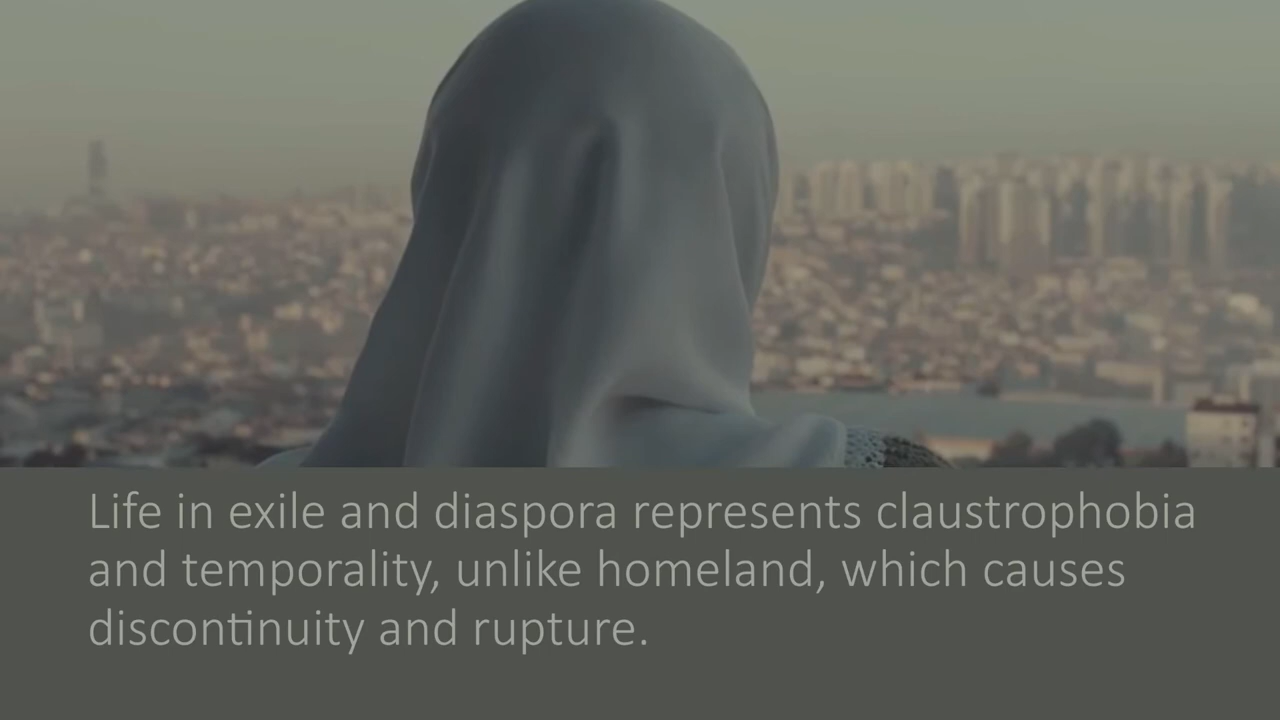 Life in exile and diaspora represents claustrophobia
and temporality, unlike homeland, which causes
discontinuity and rupture.